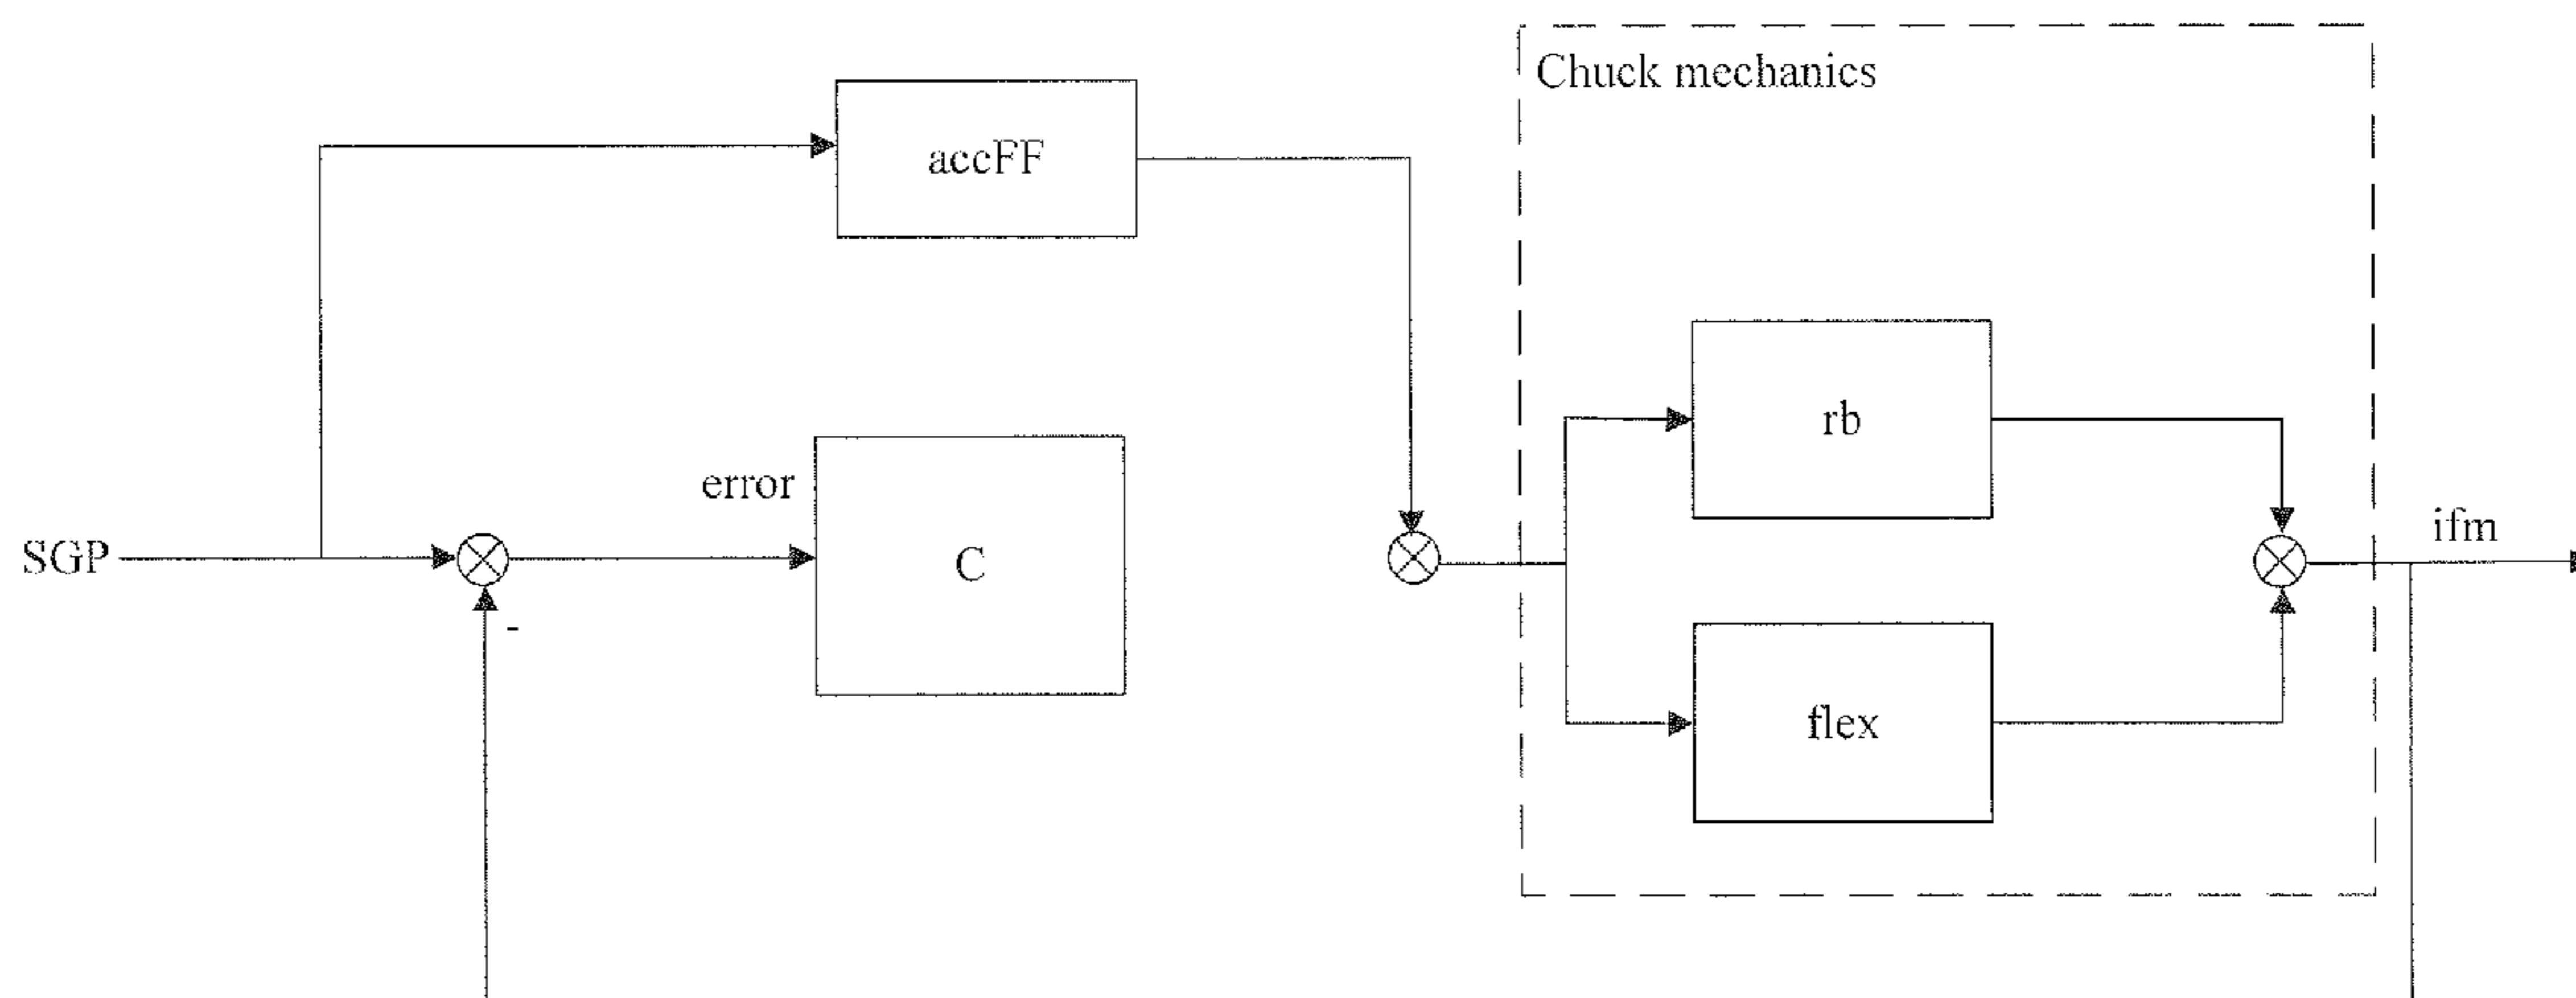 Chuck mechanics
accFF
rb
error
ifm
SGP
C
-
flex